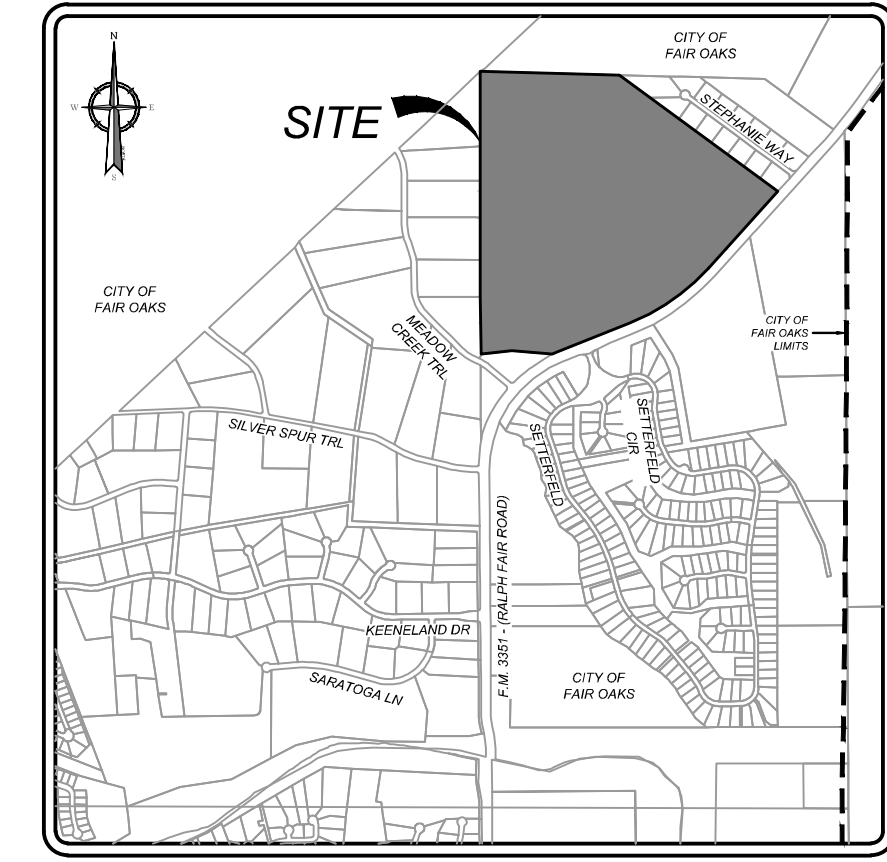 CITY OF
FAIR OAKS
N
W
E
S
SITE
STEPHANIE WAY
CITY OF
FAIR OAKS
CITY OF
FAIR OAKS
LIMITS
MEADOW
CREEK TRL
SILVER SPUR TRL
SETTERFELD
SETTERFELD
CIR
F.M. 3351 - (RALPH FAIR ROAD)
KEENELAND DR
SARATOGA LN
CITY OF
FAIR OAKS